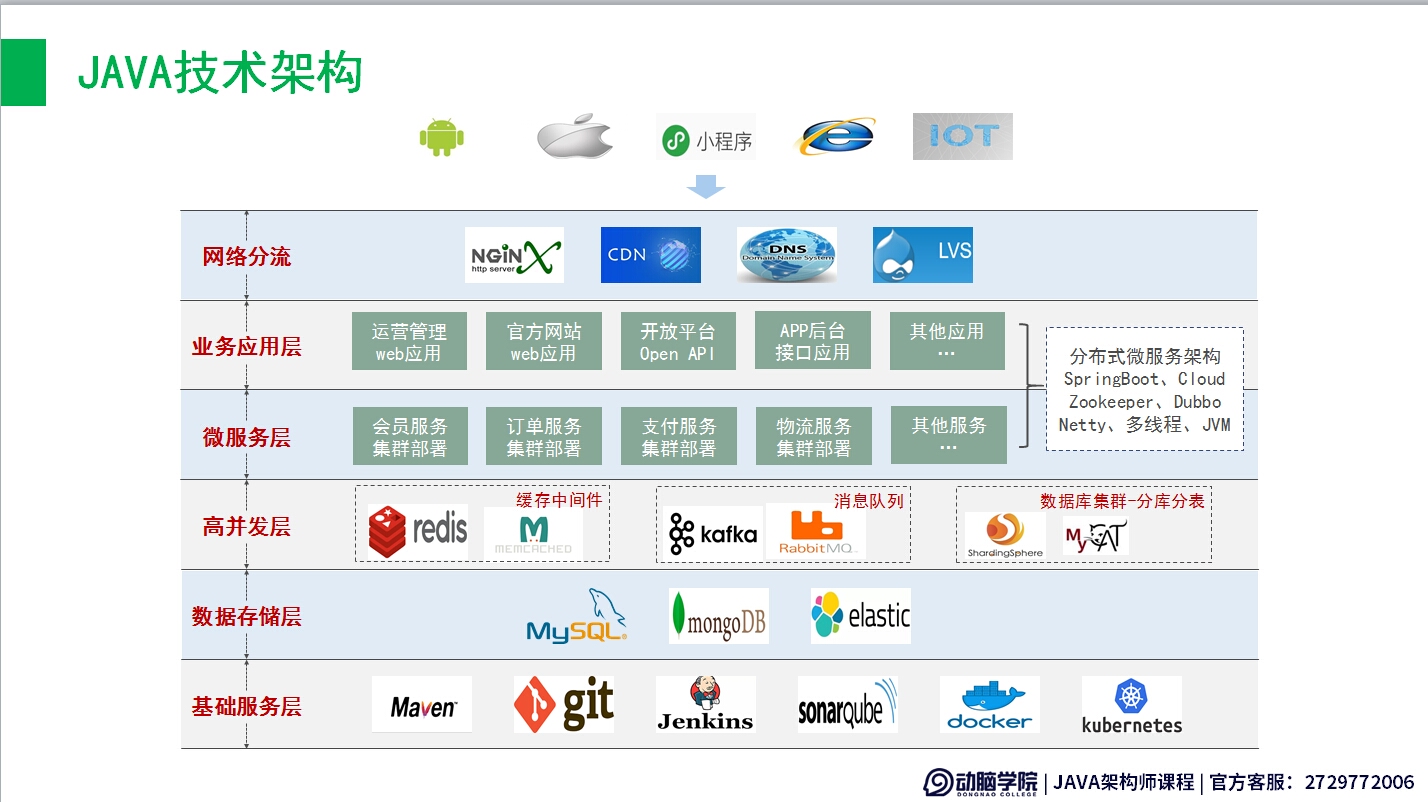 JAVA技术架构
小程序
IOT
网络分流
NGiNX
http server
CDN
DNS
Domain Name System
LVS
业务应用层
运营管理
web应用
官方网站
web应用
开放平台
Open API
APP后台
接口应用
其他应用
...
分布式微服务架构
SpringBoot、Cloud
Zookeeper、Dubbo
Netty、多线程、JVM
微服务层
会员服务
集群部署
订单服务
集群部署
支付服务
集群部署
物流服务
集群部署
其他服务
...
高并发层
缓存中间件
redis
MEMCACHED
消息队列
kafka
RabbitMQ
数据库集群-分库分表
ShardingSphere
MyCAT
数据存储层
MySQL
mongoDB
elastic
基础服务层
Maven
git
Jenkins
sonarqube
docker
kubernetes
动脑学院 | JAVA架构师课程 | 官方客服：2729772006
DONGNAO COLLEGE